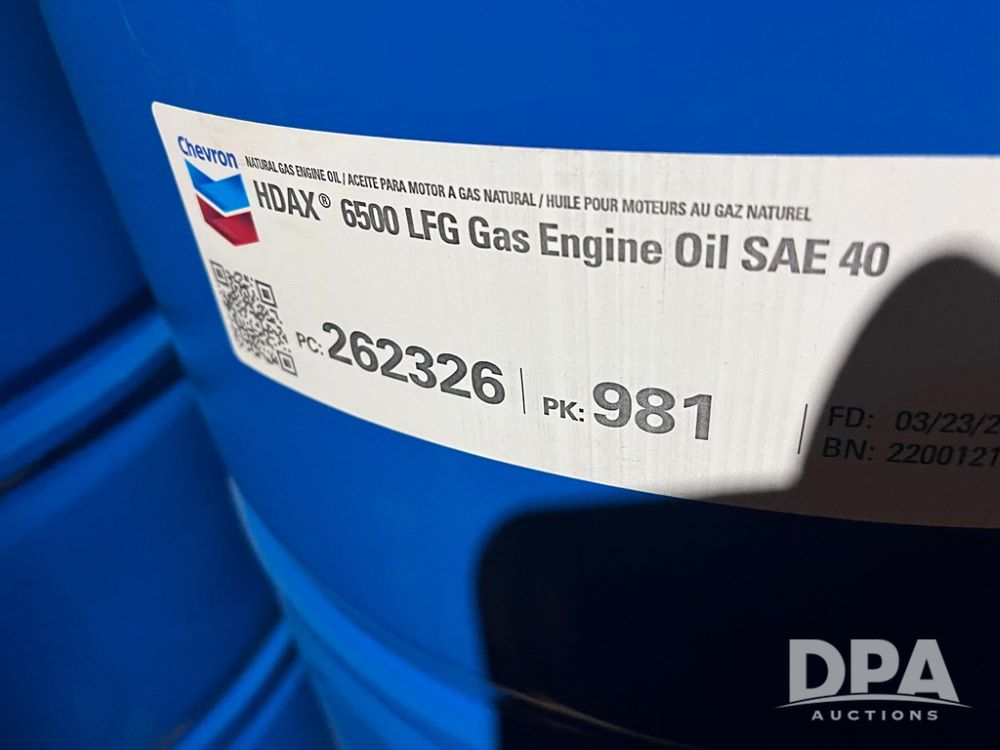 Chevron
NATURAL GAS ENGINE OIL / ACEITE PARA MOTOR A GAS NATURAL / HUILE POUR MOTEURS AU GAZ NATUREL
HDAX® 6500 LFG Gas Engine Oil SAE 40
PC: 262326 | PK: 981
FD: 03/23/2
BN: 2200121
DPA
AUCTIONS